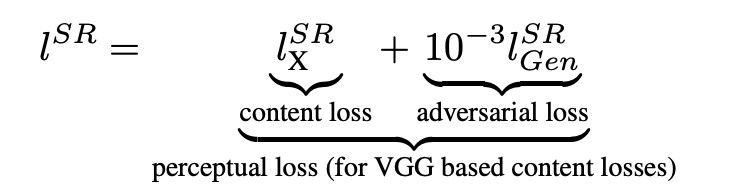 l^{SR} = l_X^{SR} + 10^{-3} l_{Gen}^{SR}
content loss adversarial loss
perceptual loss (for VGG based content losses)